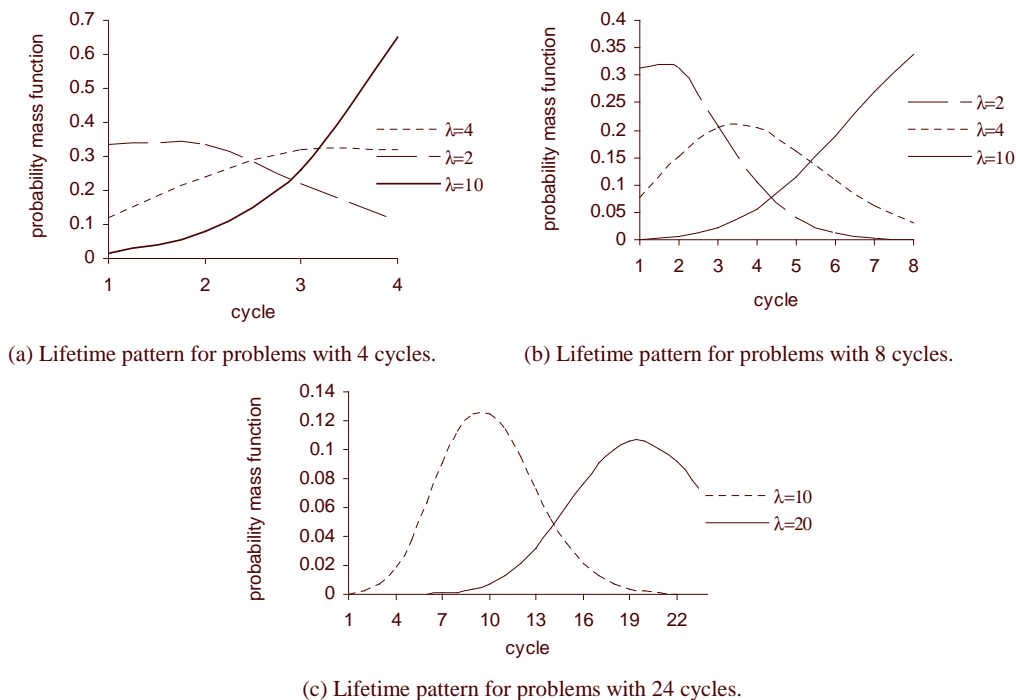 probability mass function
0.7
0.6
0.5
0.4
0.3
0.2
0.1
0
1 2 3 4
cycle
λ=4
λ=2
λ=10
(a) Lifetime pattern for problems with 4 cycles.
probability mass function
0.4
0.35
0.3
0.25
0.2
0.15
0.1
0.05
0
1 2 3 4 5 6 7 8
cycle
λ=2
λ=4
λ=10
(b) Lifetime pattern for problems with 8 cycles.
probability mass function
0.14
0.12
0.1
0.08
0.06
0.04
0.02
0
1 4 7 10 13 16 19 22
cycle
λ=10
λ=20
(c) Lifetime pattern for problems with 24 cycles.